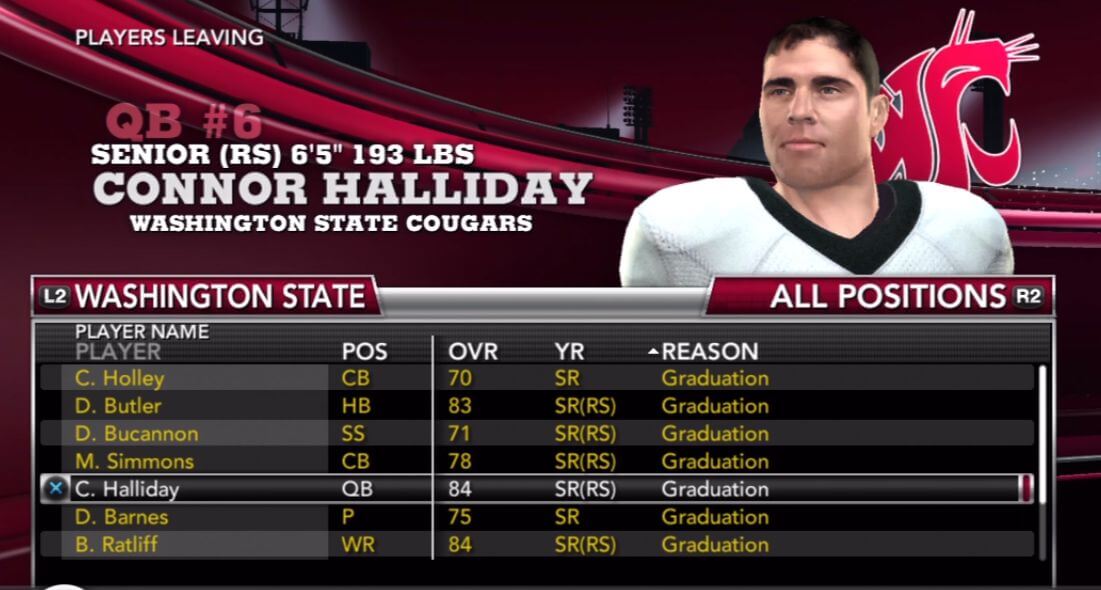 PLAYERS LEAVING
QB #6
SENIOR (RS) 6'5" 193 LBS
CONNOR HALLIDAY
WASHINGTON STATE COUGARS
L2 WASHINGTON STATE ALL POSITIONS R2
PLAYER NAME
PLAYER POS OVR YR REASON
C. Holley CB 70 SR Graduation
D. Butler HB 83 SR(RS) Graduation
D. Bucannon SS 71 SR(RS) Graduation
M. Simmons CB 78 SR(RS) Graduation
C. Halliday QB 84 SR(RS) Graduation
D. Barnes P 75 SR Graduation
B. Ratliff WR 84 SR(RS) Graduation